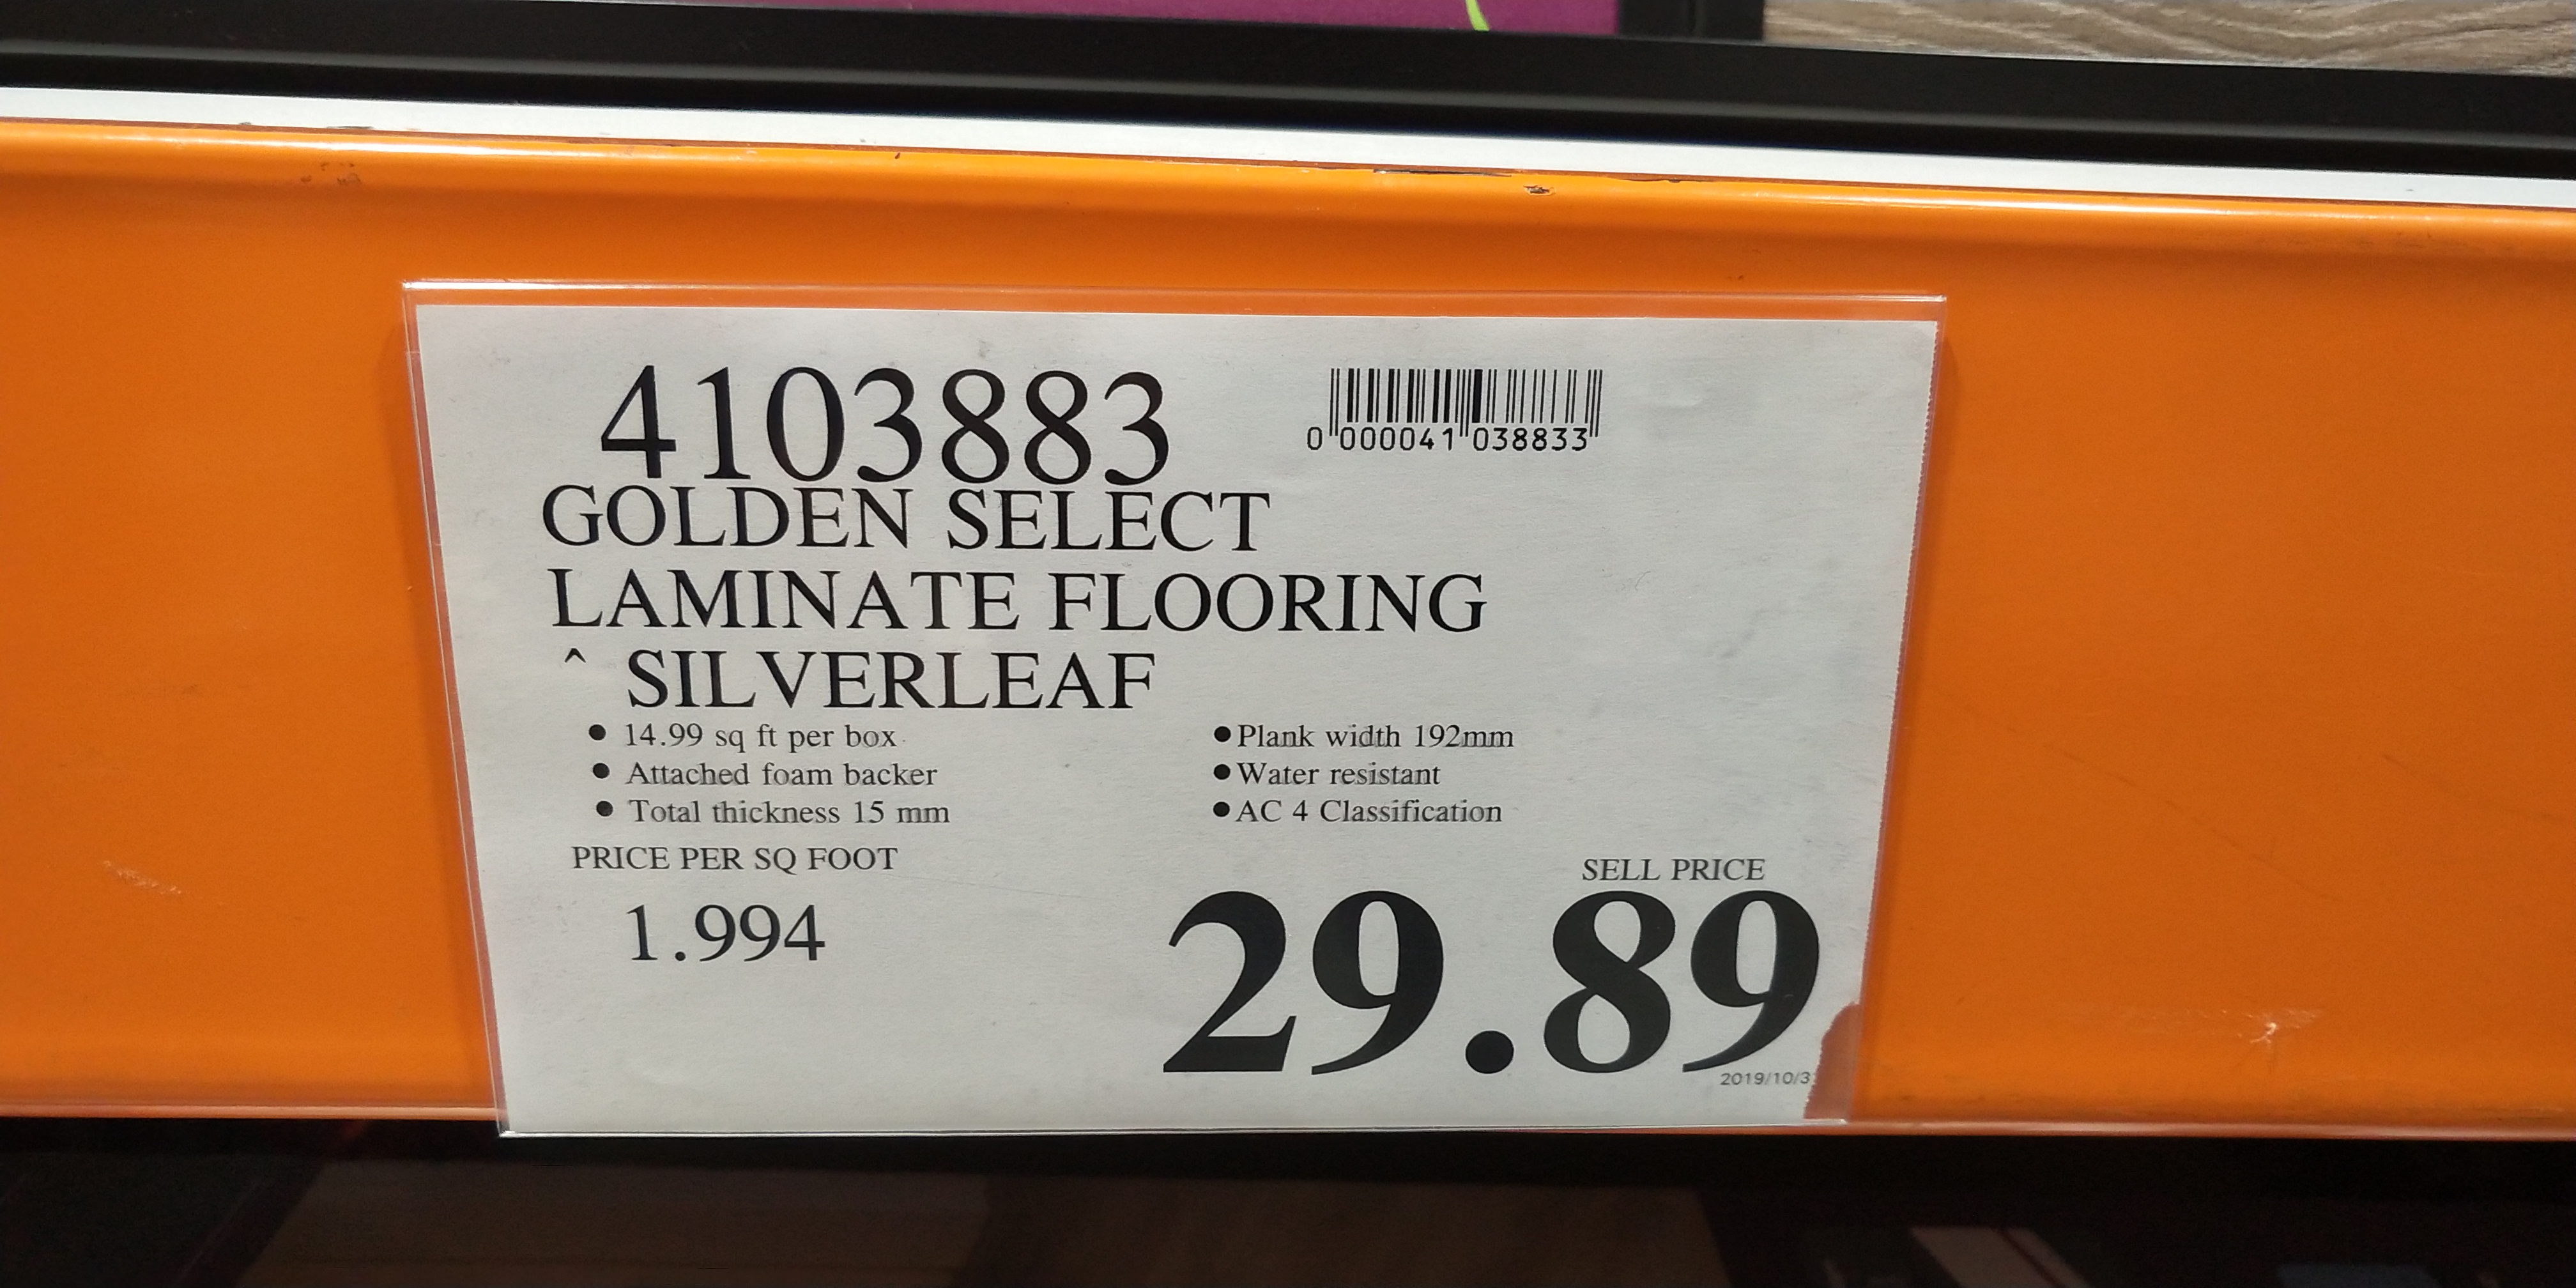 4103883
0 000041 038833
GOLDEN SELECT
LAMINATE FLOORING
^ SILVERLEAF
• 14.99 sq ft per box
• Attached foam backer
• Total thickness 15 mm
• Plank width 192mm
• Water resistant
• AC 4 Classification
PRICE PER SQ FOOT
1.994
SELL PRICE
29.89
2019/10/3